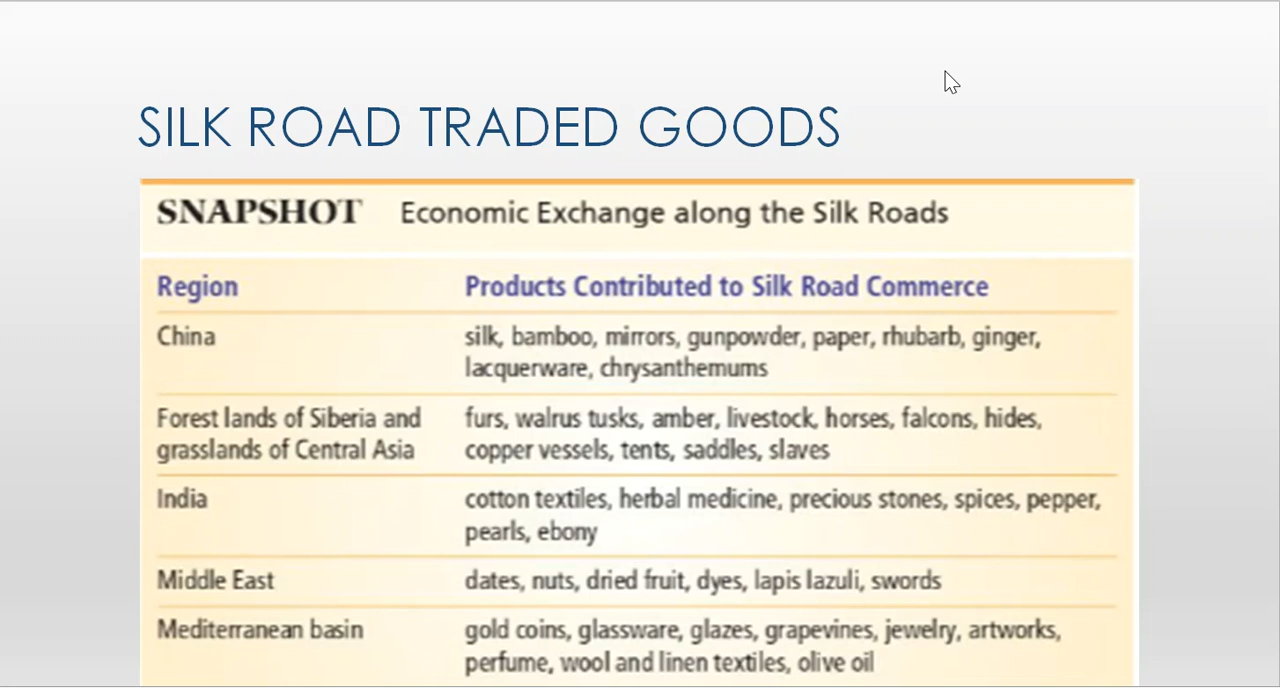 SILK ROAD TRADED GOODS
SNAPSHOT Economic Exchange along the Silk Roads
Region Products Contributed to Silk Road Commerce
China silk, bamboo, mirrors, gunpowder, paper, rhubarb, ginger,
lacquerware, chrysanthemums
Forest lands of Siberia and furs, walrus tusks, amber, livestock, horses, falcons, hides,
grasslands of Central Asia copper vessels, tents, saddles, slaves
India cotton textiles, herbal medicine, precious stones, spices, pepper,
pearls, ebony
Middle East dates, nuts, dried fruit, dyes, lapis lazuli, swords
Mediterranean basin gold coins, glassware, glazes, grapevines, jewelry, artworks,
perfume, wool and linen textiles, olive oil